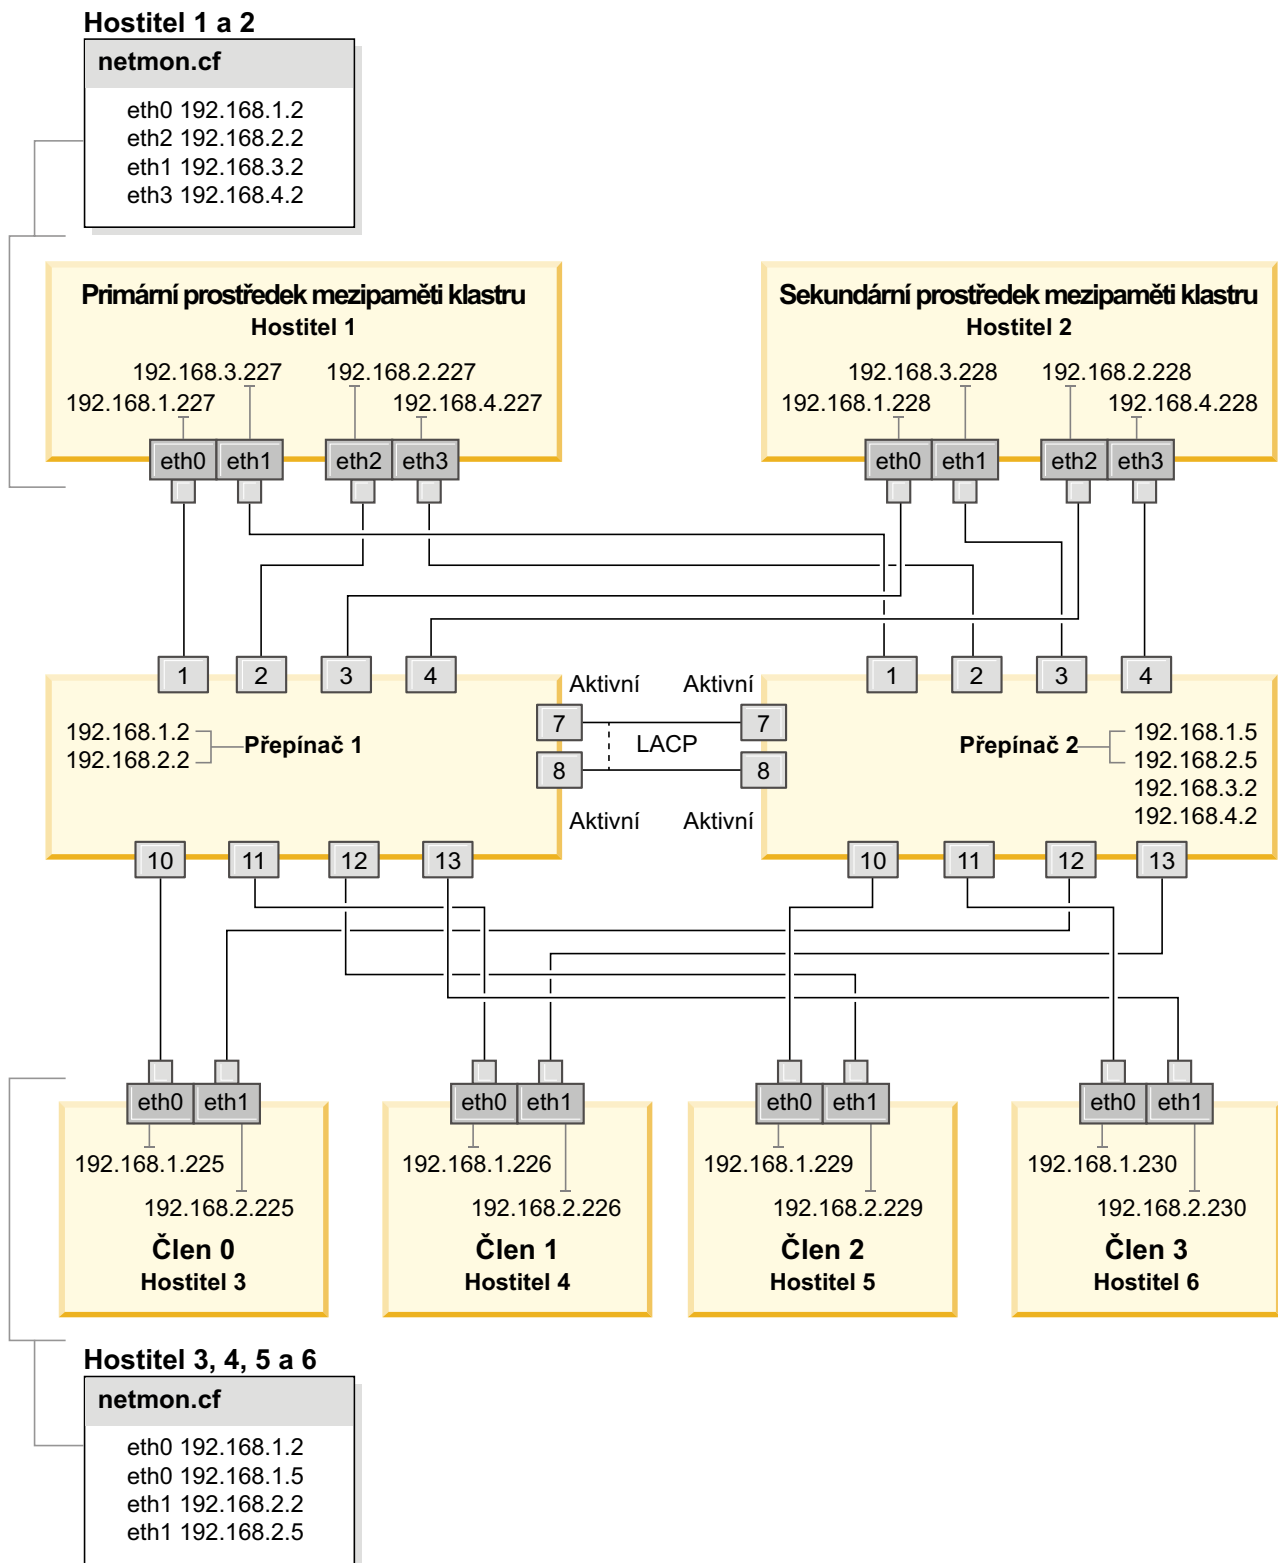 Hostitel 1 a 2
netmon.cf
eth0 192.168.1.2
eth2 192.168.2.2
eth1 192.168.3.2
eth3 192.168.4.2
Primární prostředek mezipaměti klastru
Hostitel 1
192.168.3.227 192.168.2.227
192.168.1.227 192.168.4.227
eth0 eth1 eth2 eth3
Sekundární prostředek mezipaměti klastru
Hostitel 2
192.168.3.228 192.168.2.228
192.168.1.228 192.168.4.228
eth0 eth1 eth2 eth3
1 2 3 4
1 2 3 4
Aktivní Aktivní
7 7
192.168.1.2
192.168.2.2
Přepínač 1
LACP
Přepínač 2
192.168.1.5
192.168.2.5
192.168.3.2
192.168.4.2
8 8
Aktivní Aktivní
10 11 12 13
10 11 12 13
eth0 eth1
192.168.1.225
192.168.2.225
Člen 0
Hostitel 3
eth0 eth1
192.168.1.226
192.168.2.226
Člen 1
Hostitel 4
eth0 eth1
192.168.1.229
192.168.2.229
Člen 2
Hostitel 5
eth0 eth1
192.168.1.230
192.168.2.230
Člen 3
Hostitel 6
Hostitel 3, 4, 5 a 6
netmon.cf
eth0 192.168.1.2
eth0 192.168.1.5
eth1 192.168.2.2
eth1 192.168.2.5